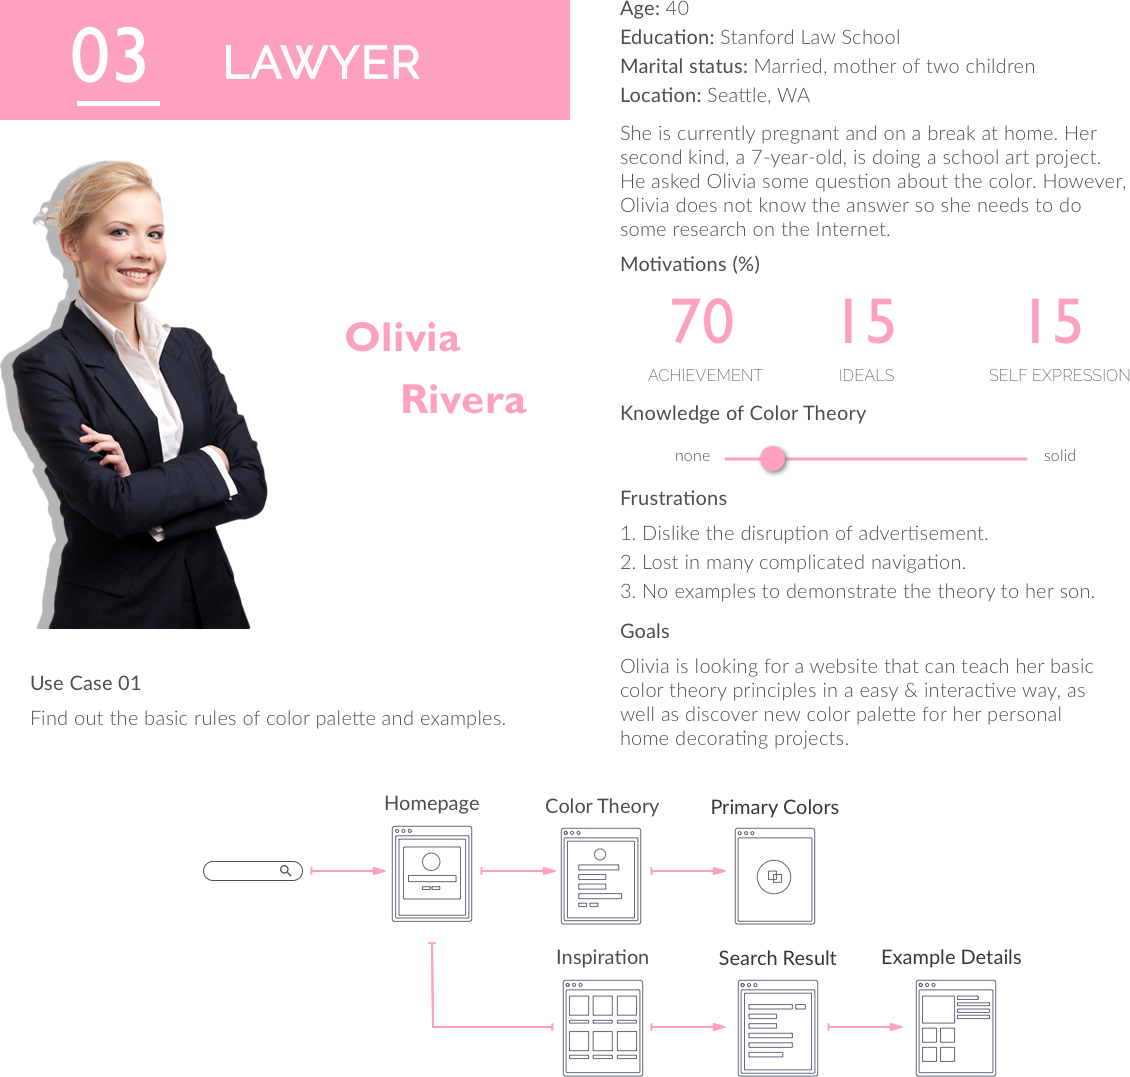 03 LAWYER
Olivia
Rivera
Use Case 01
Find out the basic rules of color palette and examples.
Age: 40
Education: Stanford Law School
Marital status: Married, mother of two children
Location: Seattle, WA
She is currently pregnant and on a break at home. Her
second kind, a 7-year-old, is doing a school art project.
He asked Olivia some question about the color. However,
Olivia does not know the answer so she needs to do
some research on the Internet.
Motivations (%)
70 15 15
ACHIEVEMENT IDEALS SELF EXPRESSION
Knowledge of Color Theory
none solid
Frustrations
1. Dislike the disruption of advertisement.
2. Lost in many complicated navigation.
3. No examples to demonstrate the theory to her son.
Goals
Olivia is looking for a website that can teach her basic
color theory principles in a easy & interactive way, as
well as discover new color palette for her personal
home decorating projects.
Homepage Color Theory Primary Colors
Inspiration Search Result Example Details